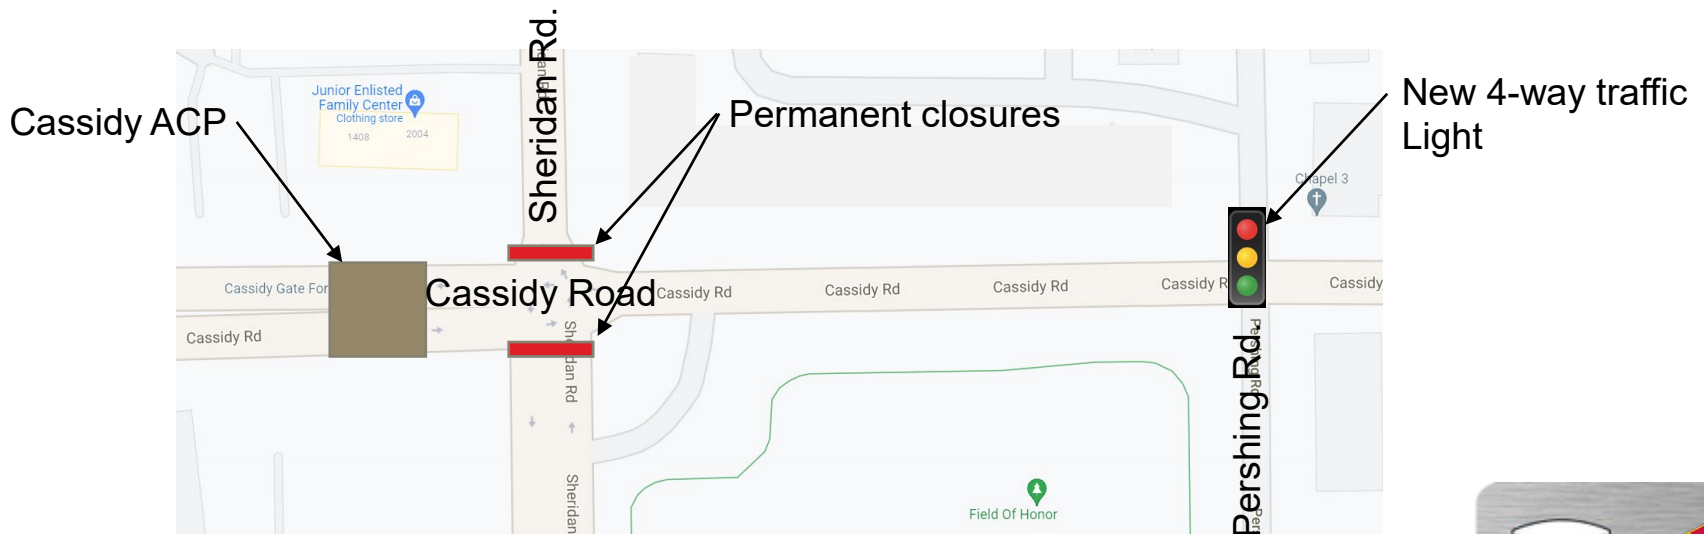 Sheridan Rd.
Cassidy ACP
Junior Enlisted
Family Center
Clothing store
1408
2004
Permanent closures
New 4-way traffic
Light
Chapel 3
Cassidy Gate For
Cassidy Road
Cassidy Rd
Cassidy Rd
Cassidy Rd
Cassidy R
Cassidy
Cassidy Rd
Sheridan Rd
Sheridan
Pershing Rd.
Pershing Rd
Field Of Honor